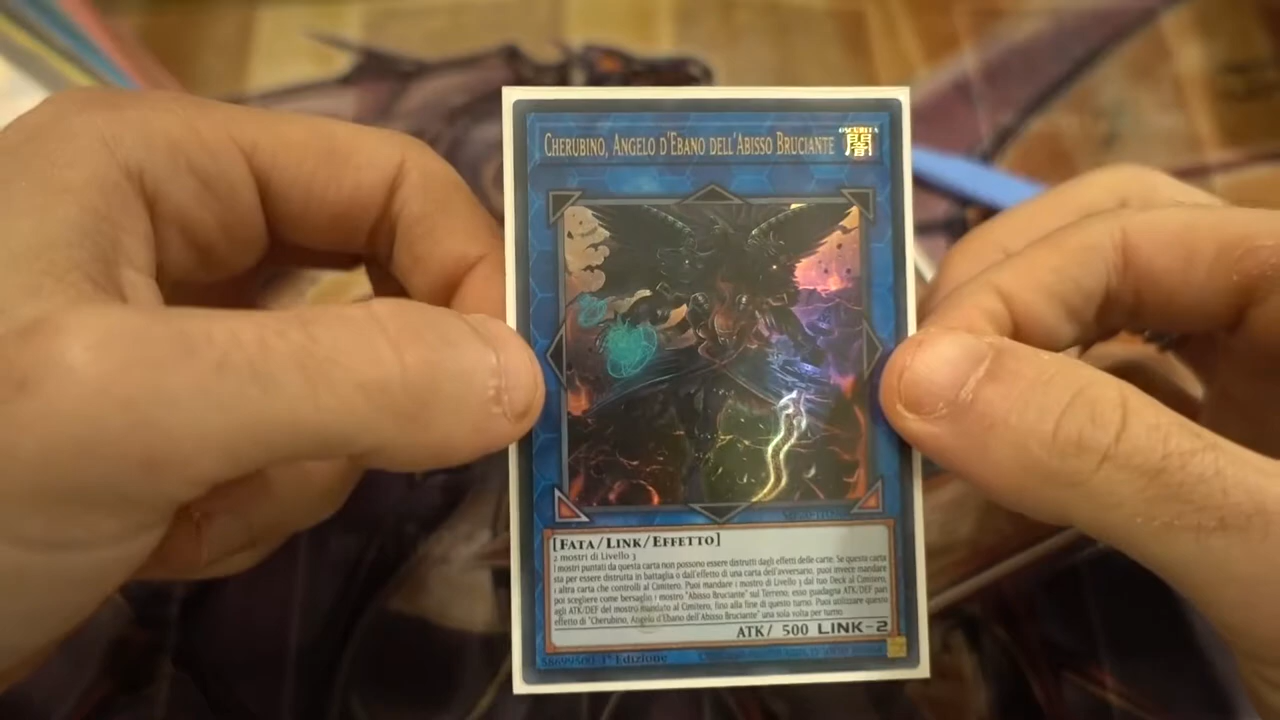 CHERUBINO, ANGELO D'EBANO DELL'ABISSO BRUCIANTE
OSCURITÀ
闇
[FATA/LINK/EFFETTO]
2 mostri di Livello 3
I mostri puntati da questa carta non possono essere distrutti dagli effetti delle carte. Se questa carta
sta per essere distrutta in battaglia o dall'effetto di una carta dell'avversario, puoi invece mandare
1 altra carta che controlli al Cimitero. Puoi mandare 1 mostro di Livello 3 dal tuo Deck al Cimitero,
poi scegliere come bersaglio 1 mostro "Abisso Bruciante" sul Terreno; esso guadagna ATK/DEF pari
agli ATK/DEF del mostro mandato al Cimitero, fino alla fine di questo turno. Puoi utilizzare questo
effetto di "Cherubino, Angelo d'Ebano dell'Abisso Bruciante" una sola volta per turno.
ATK/ 500 LINK-2
58699500 1ª Edizione